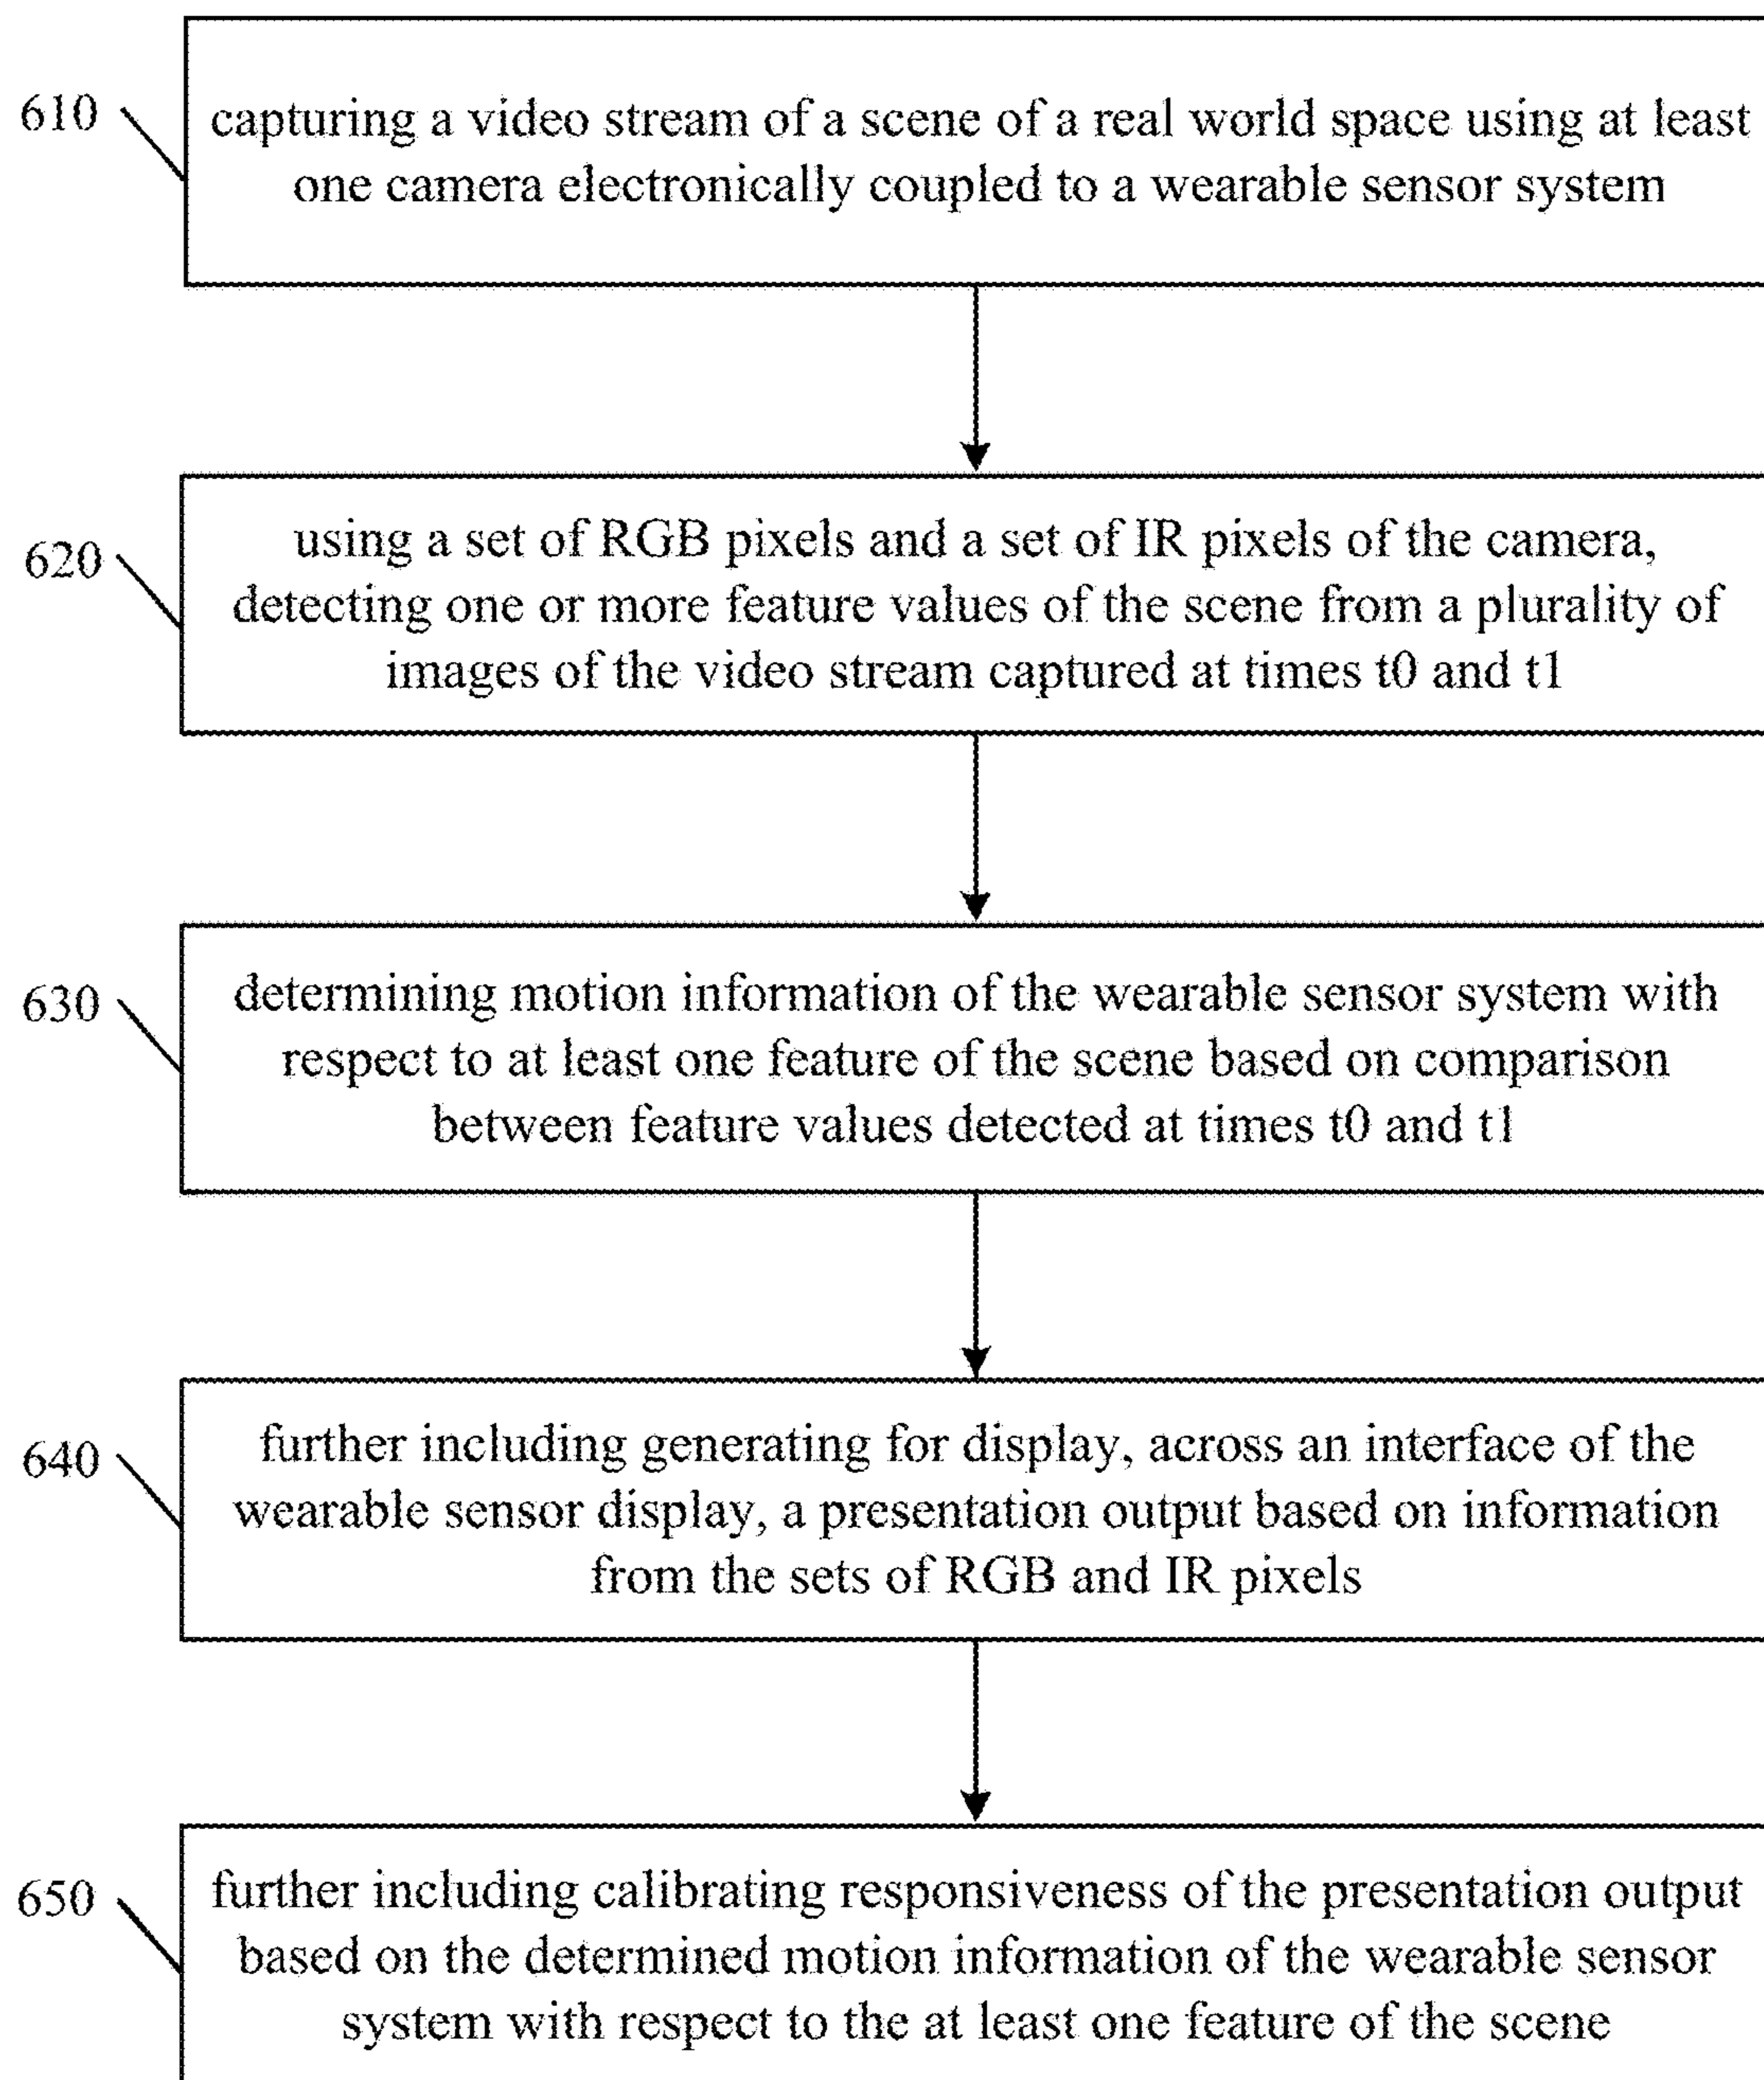 610
capturing a video stream of a scene of a real world space using at least
one camera electronically coupled to a wearable sensor system
620
using a set of RGB pixels and a set of IR pixels of the camera,
detecting one or more feature values of the scene from a plurality of
images of the video stream captured at times t0 and t1
630
determining motion information of the wearable sensor system with
respect to at least one feature of the scene based on comparison
between feature values detected at times t0 and t1
640
further including generating for display, across an interface of the
wearable sensor display, a presentation output based on information
from the sets of RGB and IR pixels
650
further including calibrating responsiveness of the presentation output
based on the determined motion information of the wearable sensor
system with respect to the at least one feature of the scene